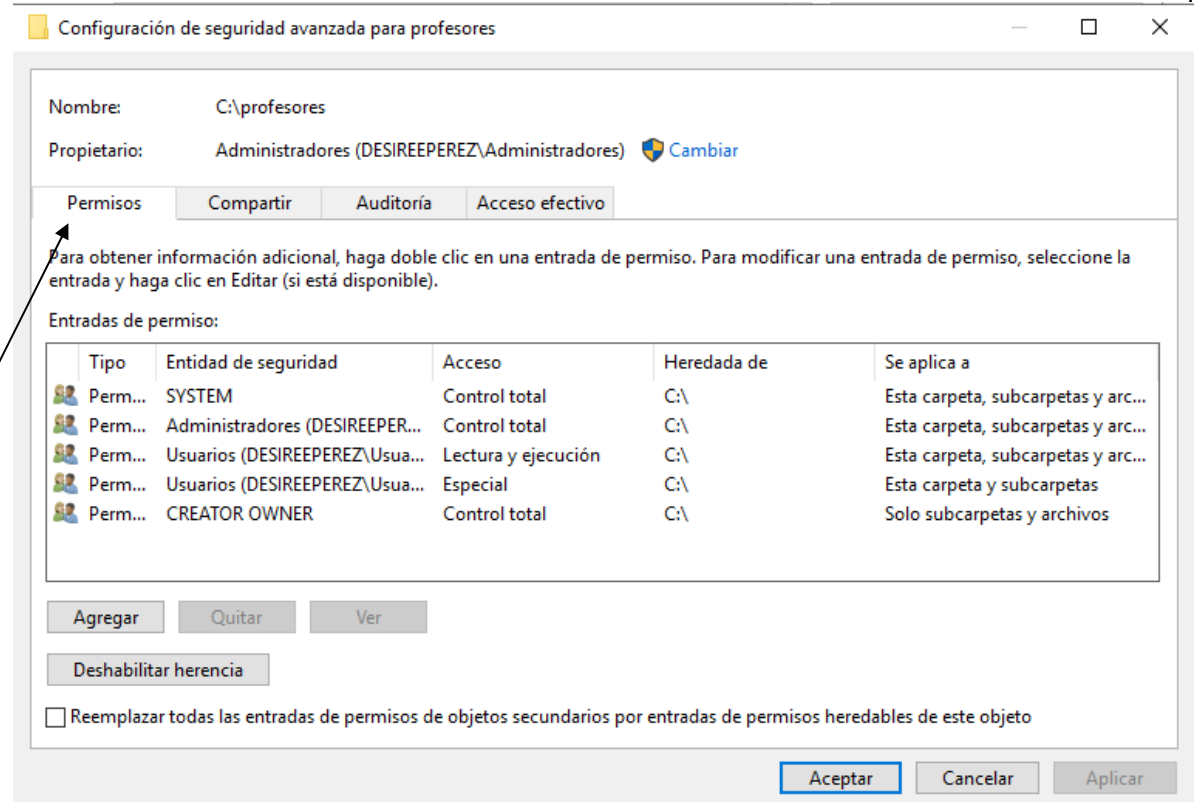 Configuración de seguridad avanzada para profesores
Nombre: C:\profesores
Propietario: Administradores (DESIREEPEREZ\Administradores) Cambiar
Permisos Compartir Auditoría Acceso efectivo
Para obtener información adicional, haga doble clic en una entrada de permiso. Para modificar una entrada de permiso, seleccione la
entrada y haga clic en Editar (si está disponible).
Entradas de permiso:
Tipo Entidad de seguridad Acceso Heredada de Se aplica a
Perm... SYSTEM Control total C:\ Esta carpeta, subcarpetas y arc...
Perm... Administradores (DESIREEPER... Control total C:\ Esta carpeta, subcarpetas y arc...
Perm... Usuarios (DESIREEPEREZ\Usua... Lectura y ejecución C:\ Esta carpeta, subcarpetas y arc...
Perm... Usuarios (DESIREEPEREZ\Usua... Especial C:\ Esta carpeta y subcarpetas
Perm... CREATOR OWNER Control total C:\ Solo subcarpetas y archivos
Agregar Quitar Ver
Deshabilitar herencia
Reemplazar todas las entradas de permisos de objetos secundarios por entradas de permisos heredables de este objeto
Aceptar Cancelar Aplicar